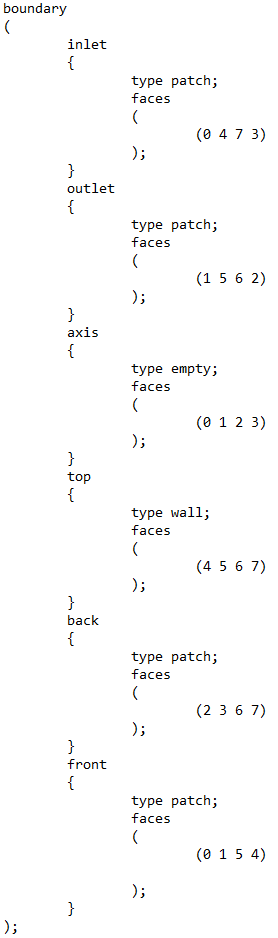 boundary
(
	inlet
	{
		type patch;
		faces
		(
			(0 4 7 3)
		);
	}
	outlet
	{
		type patch;
		faces
		(
			(1 5 6 2)
		);
	}
	axis
	{
		type empty;
		faces
		(
			(0 1 2 3)
		);
	}
	top
	{
		type wall;
		faces
		(
			(4 5 6 7)
		);
	}
	back
	{
		type patch;
		faces
		(
			(2 3 6 7)
		);
	}
	front
	{
		type patch;
		faces
		(
			(0 1 5 4)

		);
	}
);